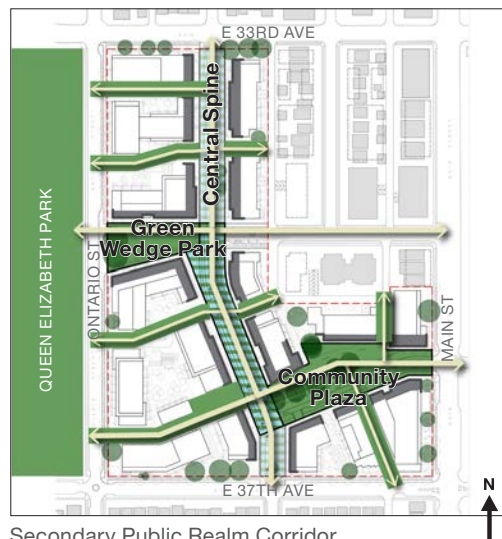 E 33RD AVE
Central Spine
Green
Wedge Park
QUEEN ELIZABETH PARK
ONTARIO ST
MAIN ST
Community
Plaza
E 37TH AVE
N
Secondary Public Realm Corridor